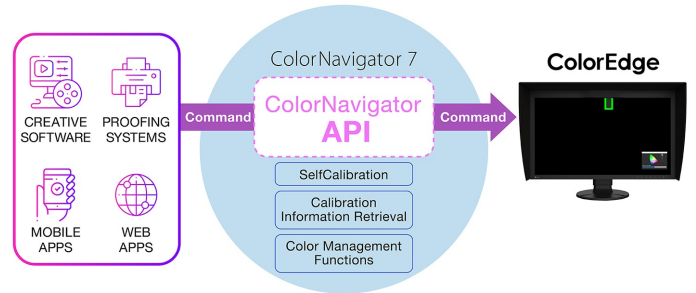 CREATIVE
SOFTWARE
PROOFING
SYSTEMS
MOBILE
APPS
WEB
APPS
Command
ColorNavigator 7
ColorNavigator
API
SelfCalibration
Calibration
Information Retrieval
Color Management
Functions
Command
ColorEdge